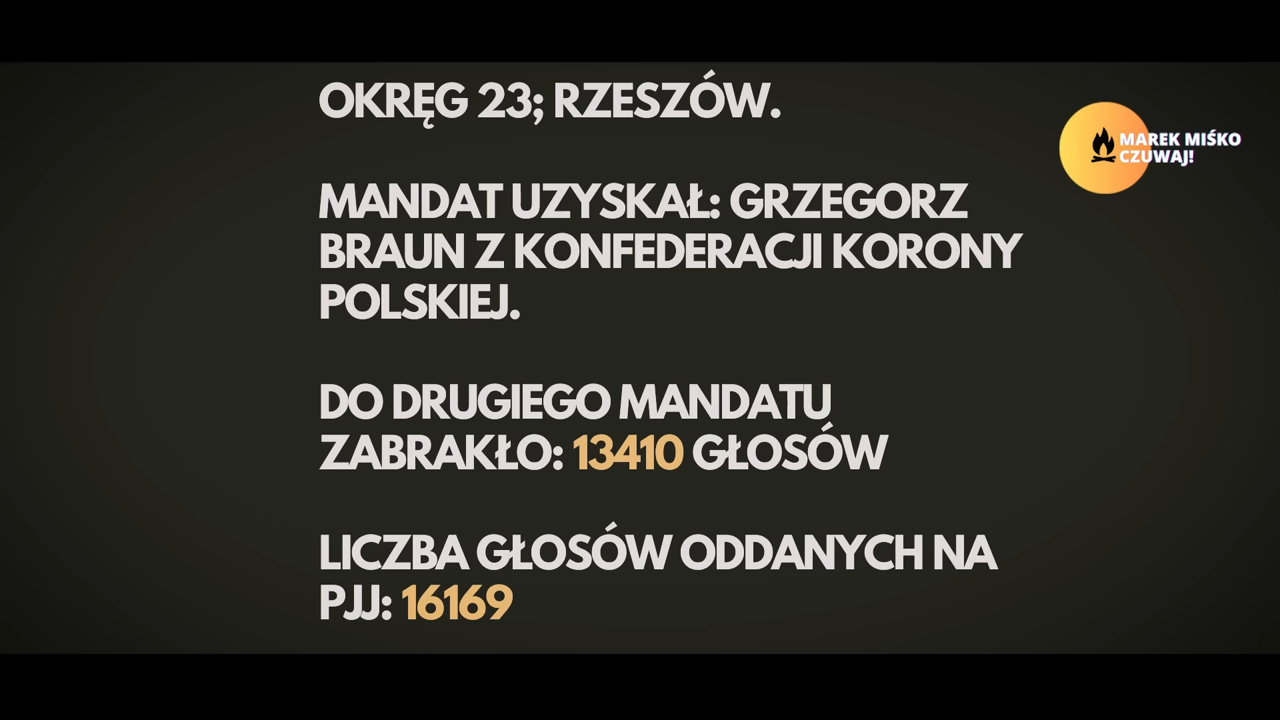 OKRĘG 23; RZESZÓW.
MAREK MIŚKO
CZUWAJ!
MANDAT UZYSKAŁ: GRZEGORZ
BRAUN Z KONFEDERACJI KORONY
POLSKIEJ.
DO DRUGIEGO MANDATU
ZABRAKŁO: 13410 GŁOSÓW
LICZBA GŁOSÓW ODDANYCH NA
PJJ: 16169